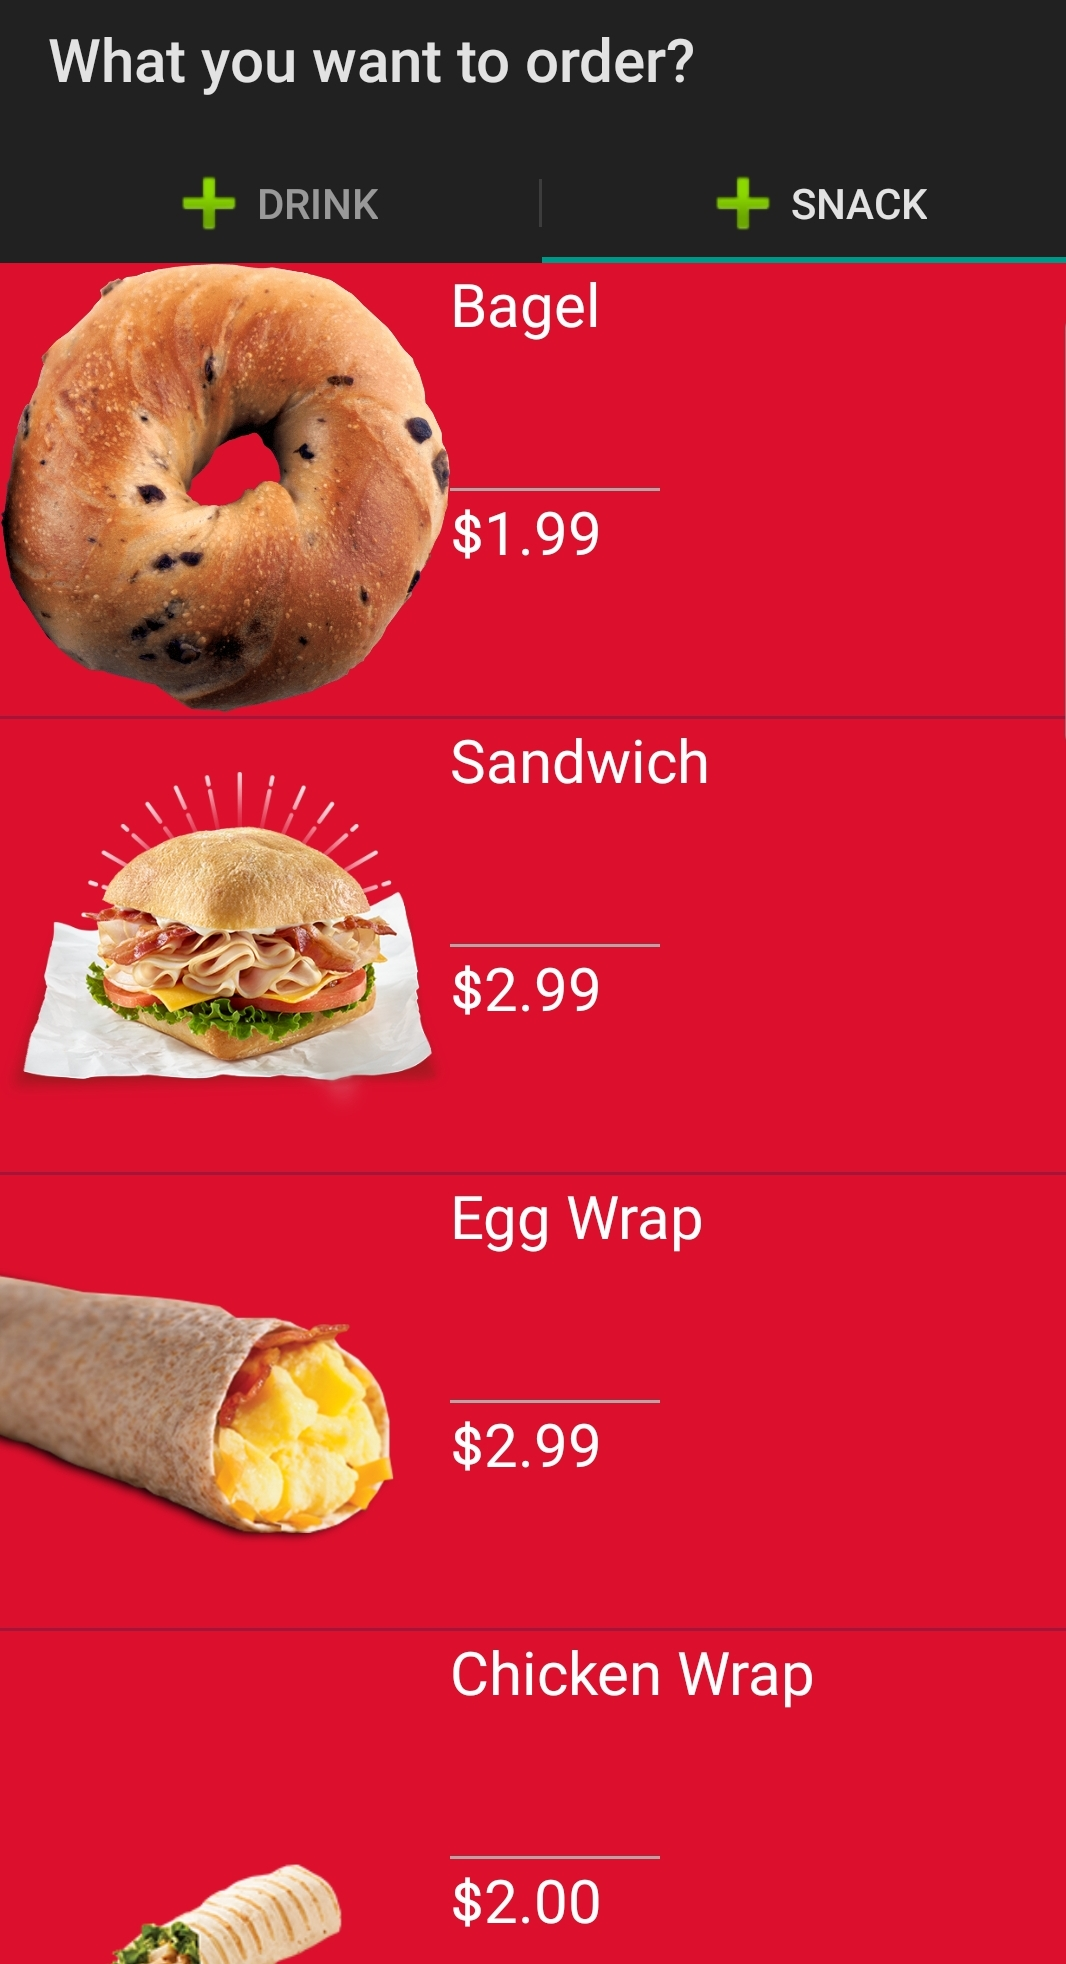 What you want to order?
DRINK
SNACK
Bagel
$1.99
Sandwich
$2.99
Egg Wrap
$2.99
Chicken Wrap
$2.00